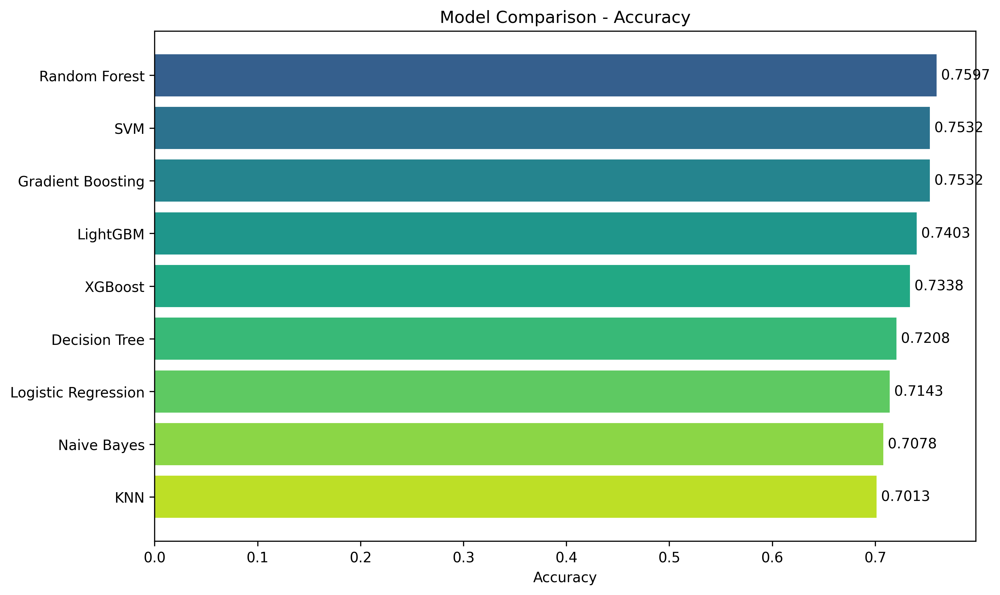 Model Comparison - Accuracy
Random Forest 0.7597
SVM 0.7532
Gradient Boosting 0.7532
LightGBM 0.7403
XGBoost 0.7338
Decision Tree 0.7208
Logistic Regression 0.7143
Naive Bayes 0.7078
KNN 0.7013
0.0 0.1 0.2 0.3 0.4 0.5 0.6 0.7
Accuracy